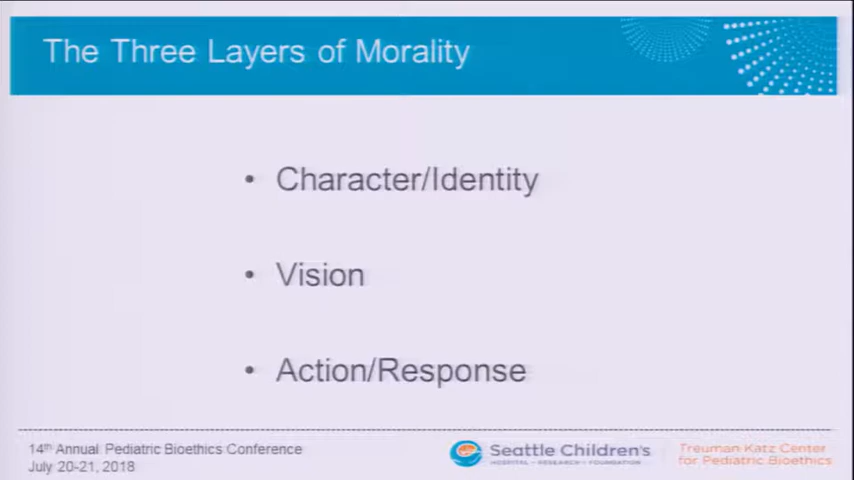 The Three Layers of Morality
• Character/Identity
• Vision
• Action/Response
14th Annual Pediatric Bioethics Conference
July 20-21, 2018
Seattle Children's
HOSPITAL • RESEARCH • FOUNDATION
Treuman Katz Center
for Pediatric Bioethics